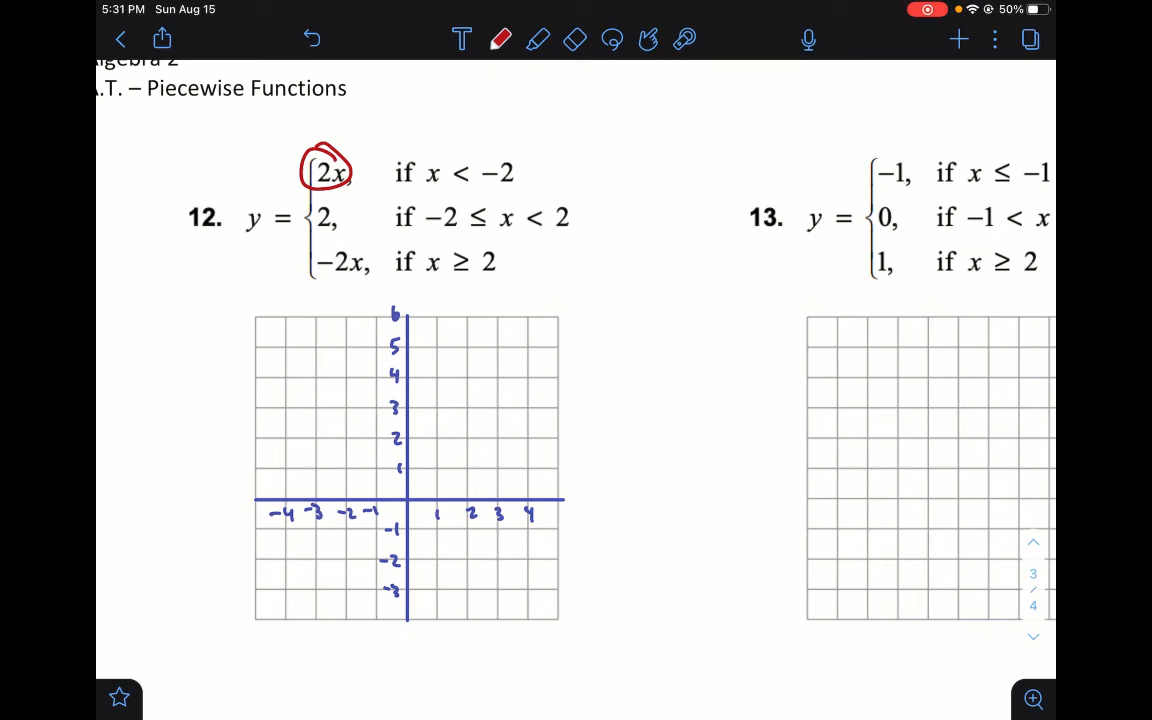 5:31 PM Sun Aug 15
50%
Algebra 2
A.T. – Piecewise Functions
12. y = { 2x, if x < −2
2, if −2 ≤ x < 2
−2x, if x ≥ 2
13. y = { −1, if x ≤ −1
0, if −1 < x
1, if x ≥ 2
6
5
4
3
2
1
-4 -3 -2 -1 1 2 3 4
-1
-2
-3
3
/
4